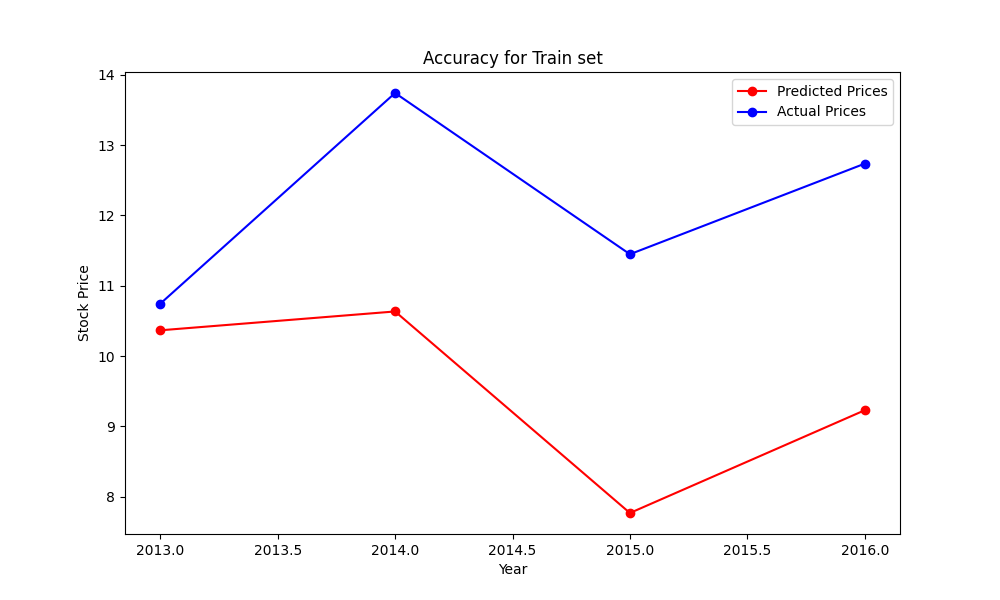 Accuracy for Train set
Predicted Prices
Actual Prices
Stock Price
14
13
12
11
10
9
8
2013.0 2013.5 2014.0 2014.5 2015.0 2015.5 2016.0
Year